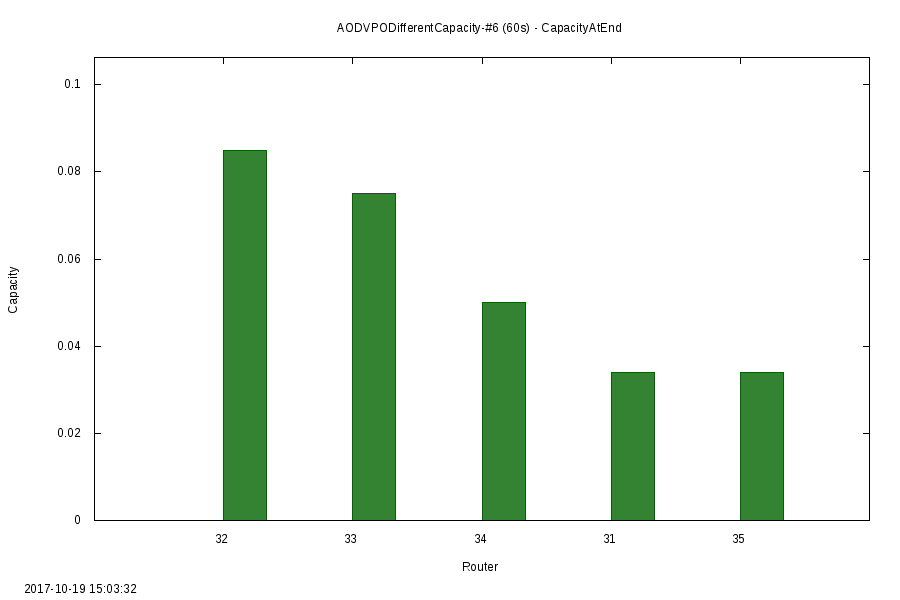 AODVPODifferentCapacity-#6 (60s) - CapacityAtEnd
0.1
0.08
0.06
0.04
0.02
0
Capacity
32 33 34 31 35
Router
2017-10-19 15:03:32